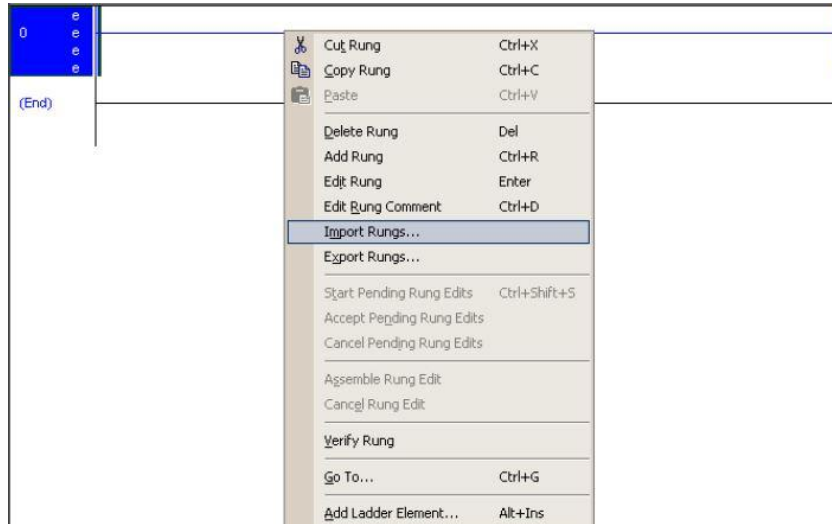 e
0 e
e
e
(End)
Cut Rung Ctrl+X
Copy Rung Ctrl+C
Paste Ctrl+V
Delete Rung Del
Add Rung Ctrl+R
Edit Rung Enter
Edit Rung Comment Ctrl+D
Import Rungs...
Export Rungs...
Start Pending Rung Edits Ctrl+Shift+S
Accept Pending Rung Edits
Cancel Pending Rung Edits
Assemble Rung Edit
Cancel Rung Edit
Verify Rung
Go To... Ctrl+G
Add Ladder Element... Alt+Ins